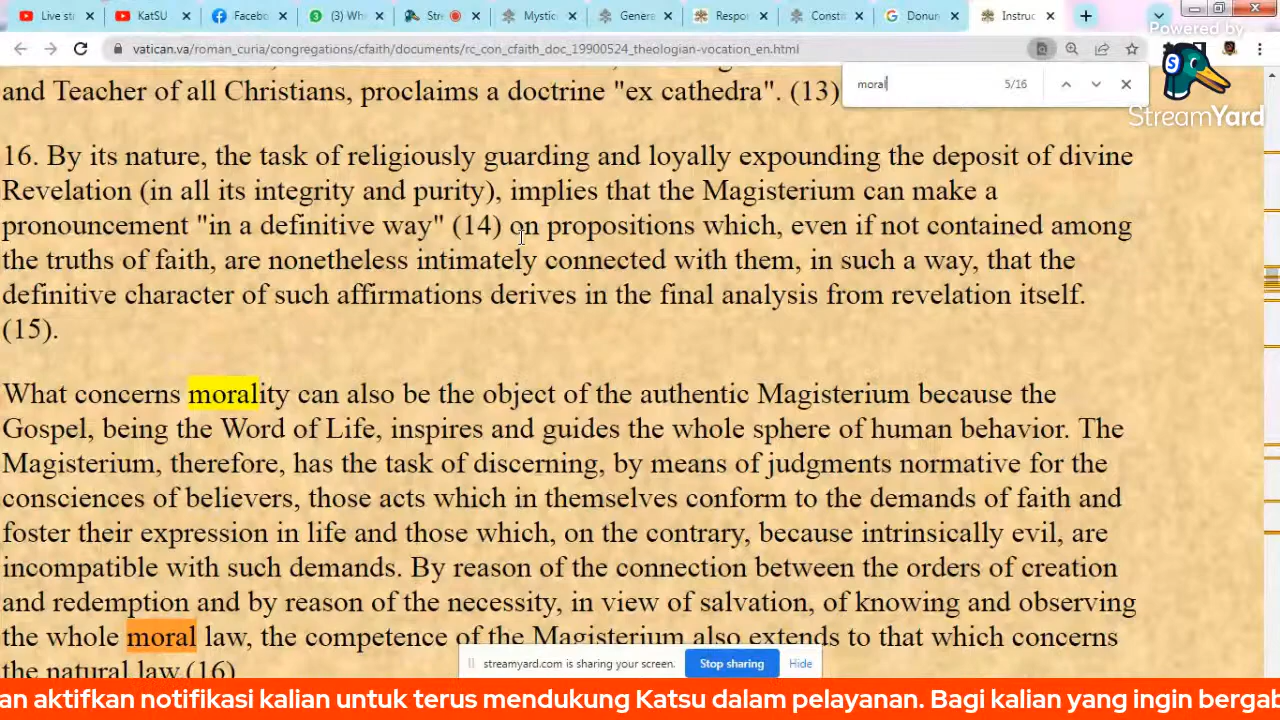 Live sti
KatSU
Facebo
(3) Wh
Stre
Mystic
Genere
Respor
Consti
Donun
Instruc
vatican.va/roman_curia/congregations/cfaith/documents/rc_con_cfaith_doc_19900524_theologian-vocation_en.html
Powered by
StreamYard
moral 5/16
and Teacher of all Christians, proclaims a doctrine "ex cathedra". (13)
16. By its nature, the task of religiously guarding and loyally expounding the deposit of divine
Revelation (in all its integrity and purity), implies that the Magisterium can make a
pronouncement "in a definitive way" (14) on propositions which, even if not contained among
the truths of faith, are nonetheless intimately connected with them, in such a way, that the
definitive character of such affirmations derives in the final analysis from revelation itself.
(15).
What concerns morality can also be the object of the authentic Magisterium because the
Gospel, being the Word of Life, inspires and guides the whole sphere of human behavior. The
Magisterium, therefore, has the task of discerning, by means of judgments normative for the
consciences of believers, those acts which in themselves conform to the demands of faith and
foster their expression in life and those which, on the contrary, because intrinsically evil, are
incompatible with such demands. By reason of the connection between the orders of creation
and redemption and by reason of the necessity, in view of salvation, of knowing and observing
the whole moral law, the competence of the Magisterium also extends to that which concerns
the natural law.(16)
streamyard.com is sharing your screen. Stop sharing Hide
an aktifkan notifikasi kalian untuk terus mendukung Katsu dalam pelayanan. Bagi kalian yang ingin bergab